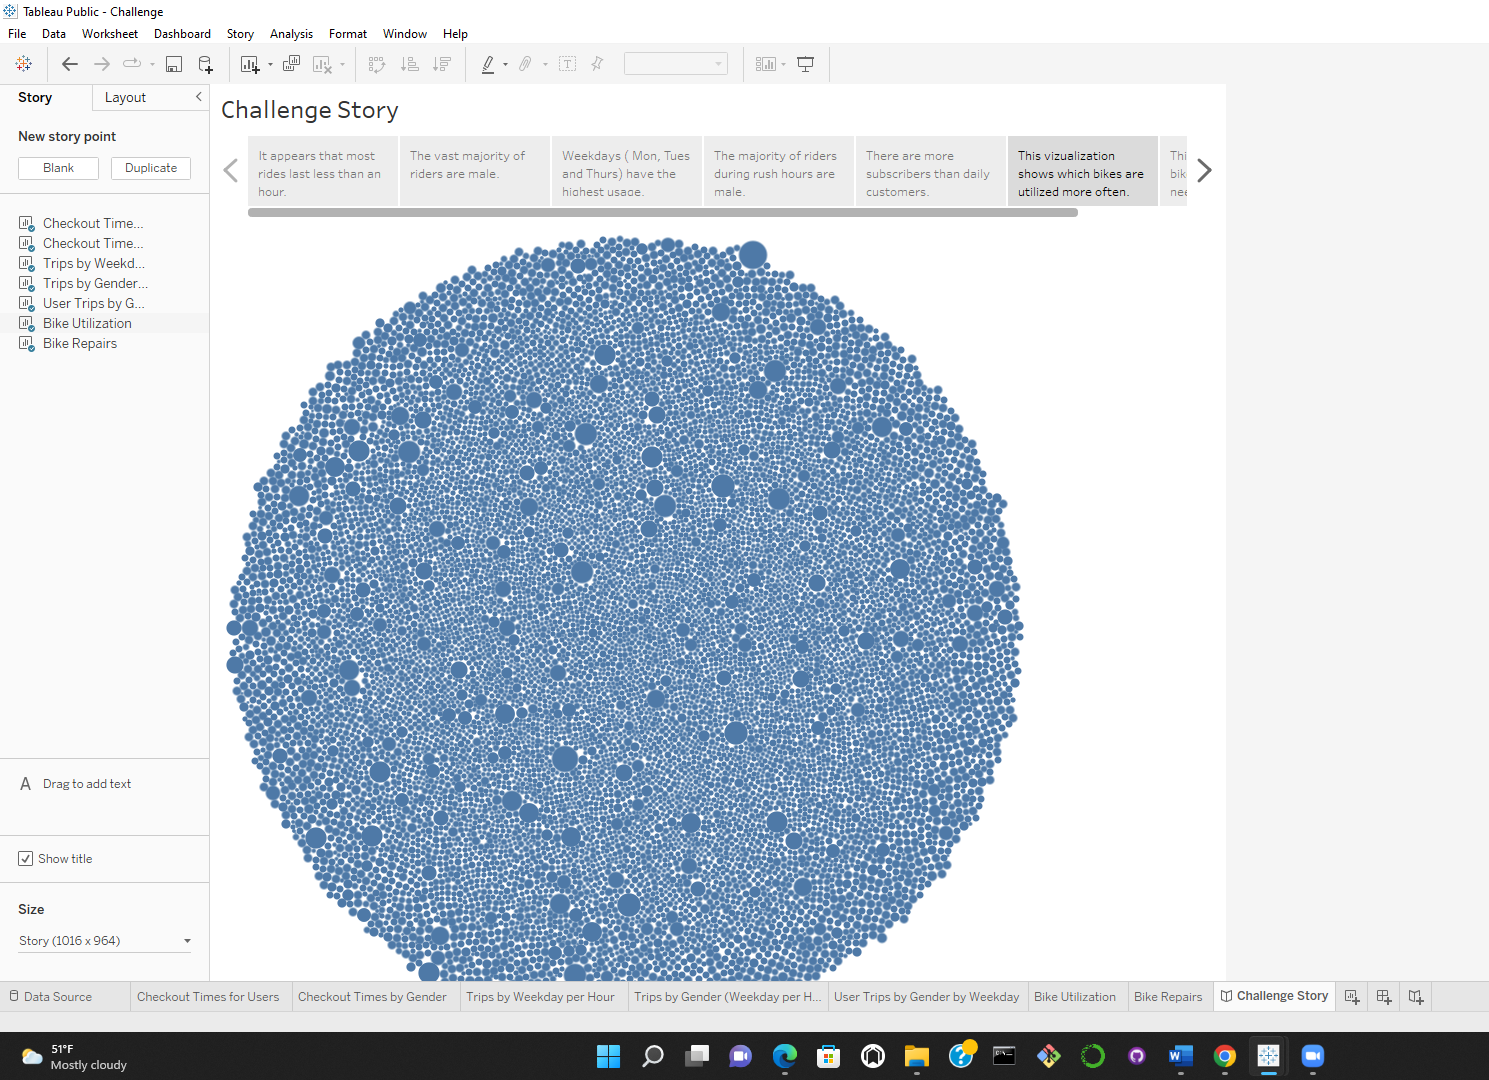 Tableau Public - Challenge
File Data Worksheet Dashboard Story Analysis Format Window Help
Story Layout
New story point
Blank Duplicate
Checkout Time...
Checkout Time...
Trips by Weekd...
Trips by Gender...
User Trips by G...
Bike Utilization
Bike Repairs
A Drag to add text
Show title
Size
Story (1016 x 964)
Challenge Story
It appears that most
rides last less than an
hour.
The vast majority of
riders are male.
Weekdays ( Mon, Tues
and Thurs) have the
highest usage.
The majority of riders
during rush hours are
male.
There are more
subscribers than daily
customers.
This vizualization
shows which bikes are
utilized more often.
Thi
bik
nee
Data Source Checkout Times for Users Checkout Times by Gender Trips by Weekday per Hour Trips by Gender (Weekday per H... User Trips by Gender by Weekday Bike Utilization Bike Repairs Challenge Story
51°F
Mostly cloudy